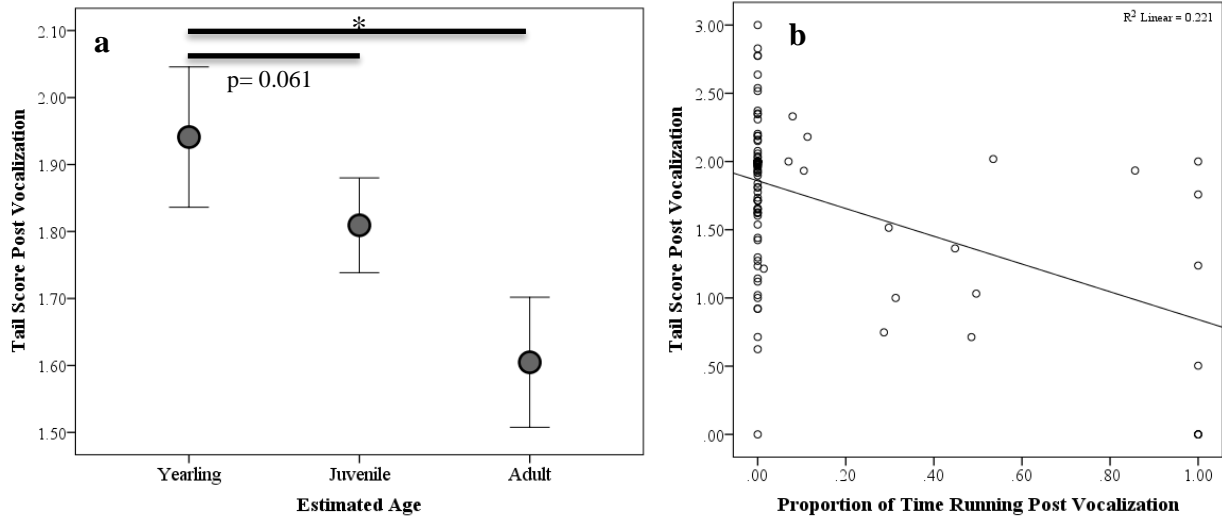 a
*
p= 0.061
2.10
2.00
1.90
1.80
1.70
1.60
1.50
Tail Score Post Vocalization
Yearling
Juvenile
Adult
Estimated Age
b
R² Linear = 0.221
3.00
2.50
2.00
1.50
1.00
.50
.00
Tail Score Post Vocalization
.00
.20
.40
.60
.80
1.00
Proportion of Time Running Post Vocalization